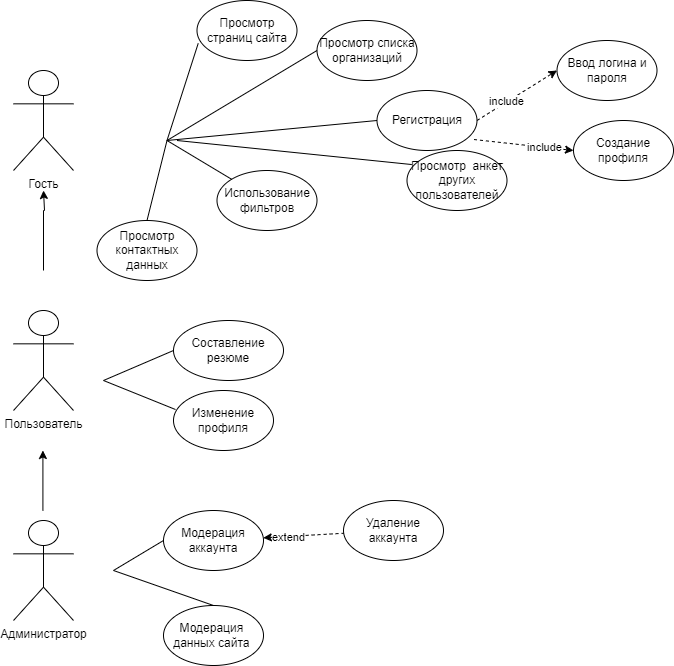 Просмотр
страниц сайта
Просмотр списка
организаций
Ввод логина и
пароля
include
Регистрация
include
Создание
профиля
Просмотр анкет
других
пользователей
Гость
Использование
фильтров
Просмотр
контактных
данных
Составление
резюме
Изменение
профиля
Пользователь
Модерация
аккаунта
extend
Удаление
аккаунта
Администратор
Модерация
данных сайта